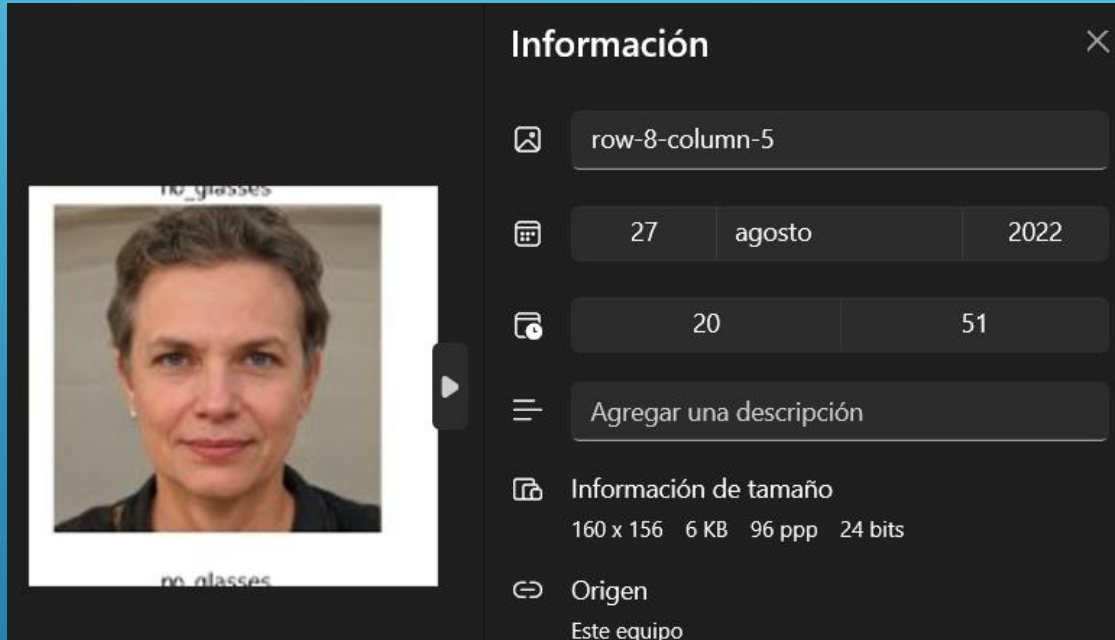 no_glasses
no_glasses
Información
row-8-column-5
27 agosto 2022
20 51
Agregar una descripción
Información de tamaño
160 x 156 6 KB 96 ppp 24 bits
Origen
Este equipo